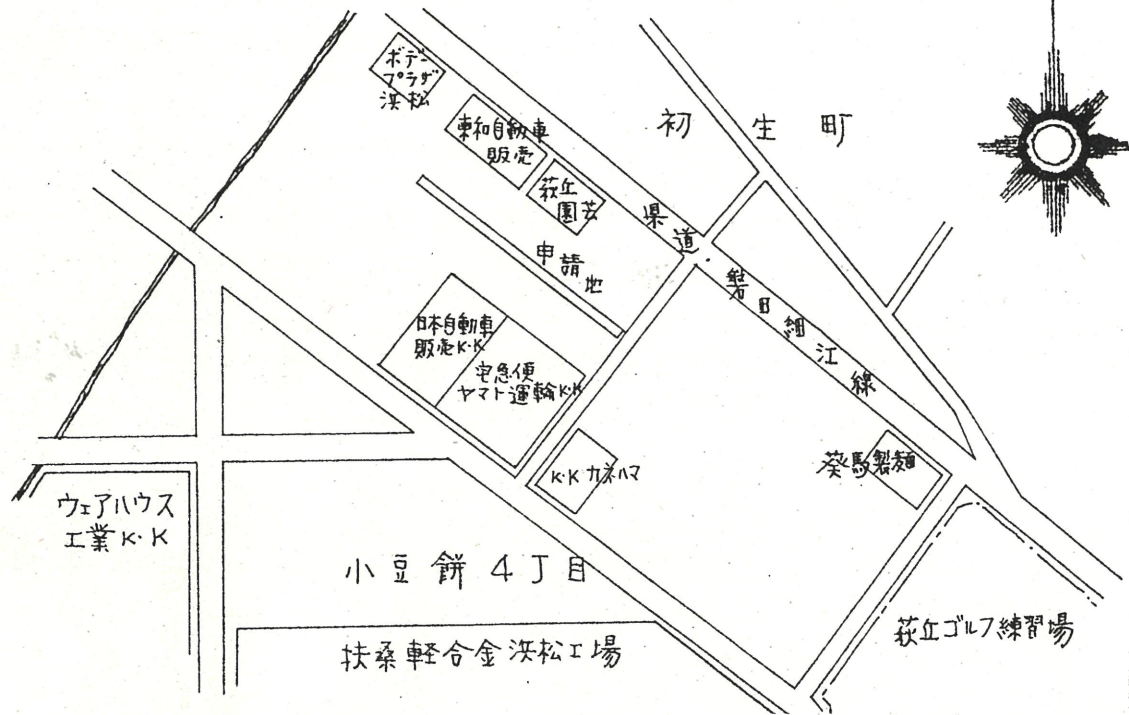 ボデー
プラザ
浜松
東和自動車
販売
萩丘
園芸
初生町
県道磐田細江線
申請地
日本自動車
販売K・K
宅急便
ヤマト運輸K・K
K・Kカネハマ
葵馬製麺
ウェアハウス
工業K・K
小豆餅4丁目
扶桑軽合金浜松工場
萩丘ゴルフ練習場